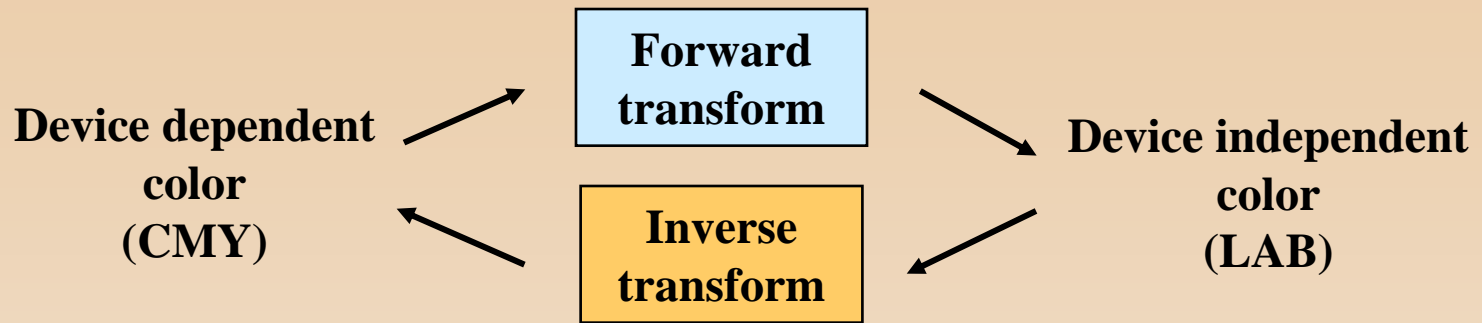 Device dependent
color
(CMY)
Forward
transform
Inverse
transform
Device independent
color
(LAB)